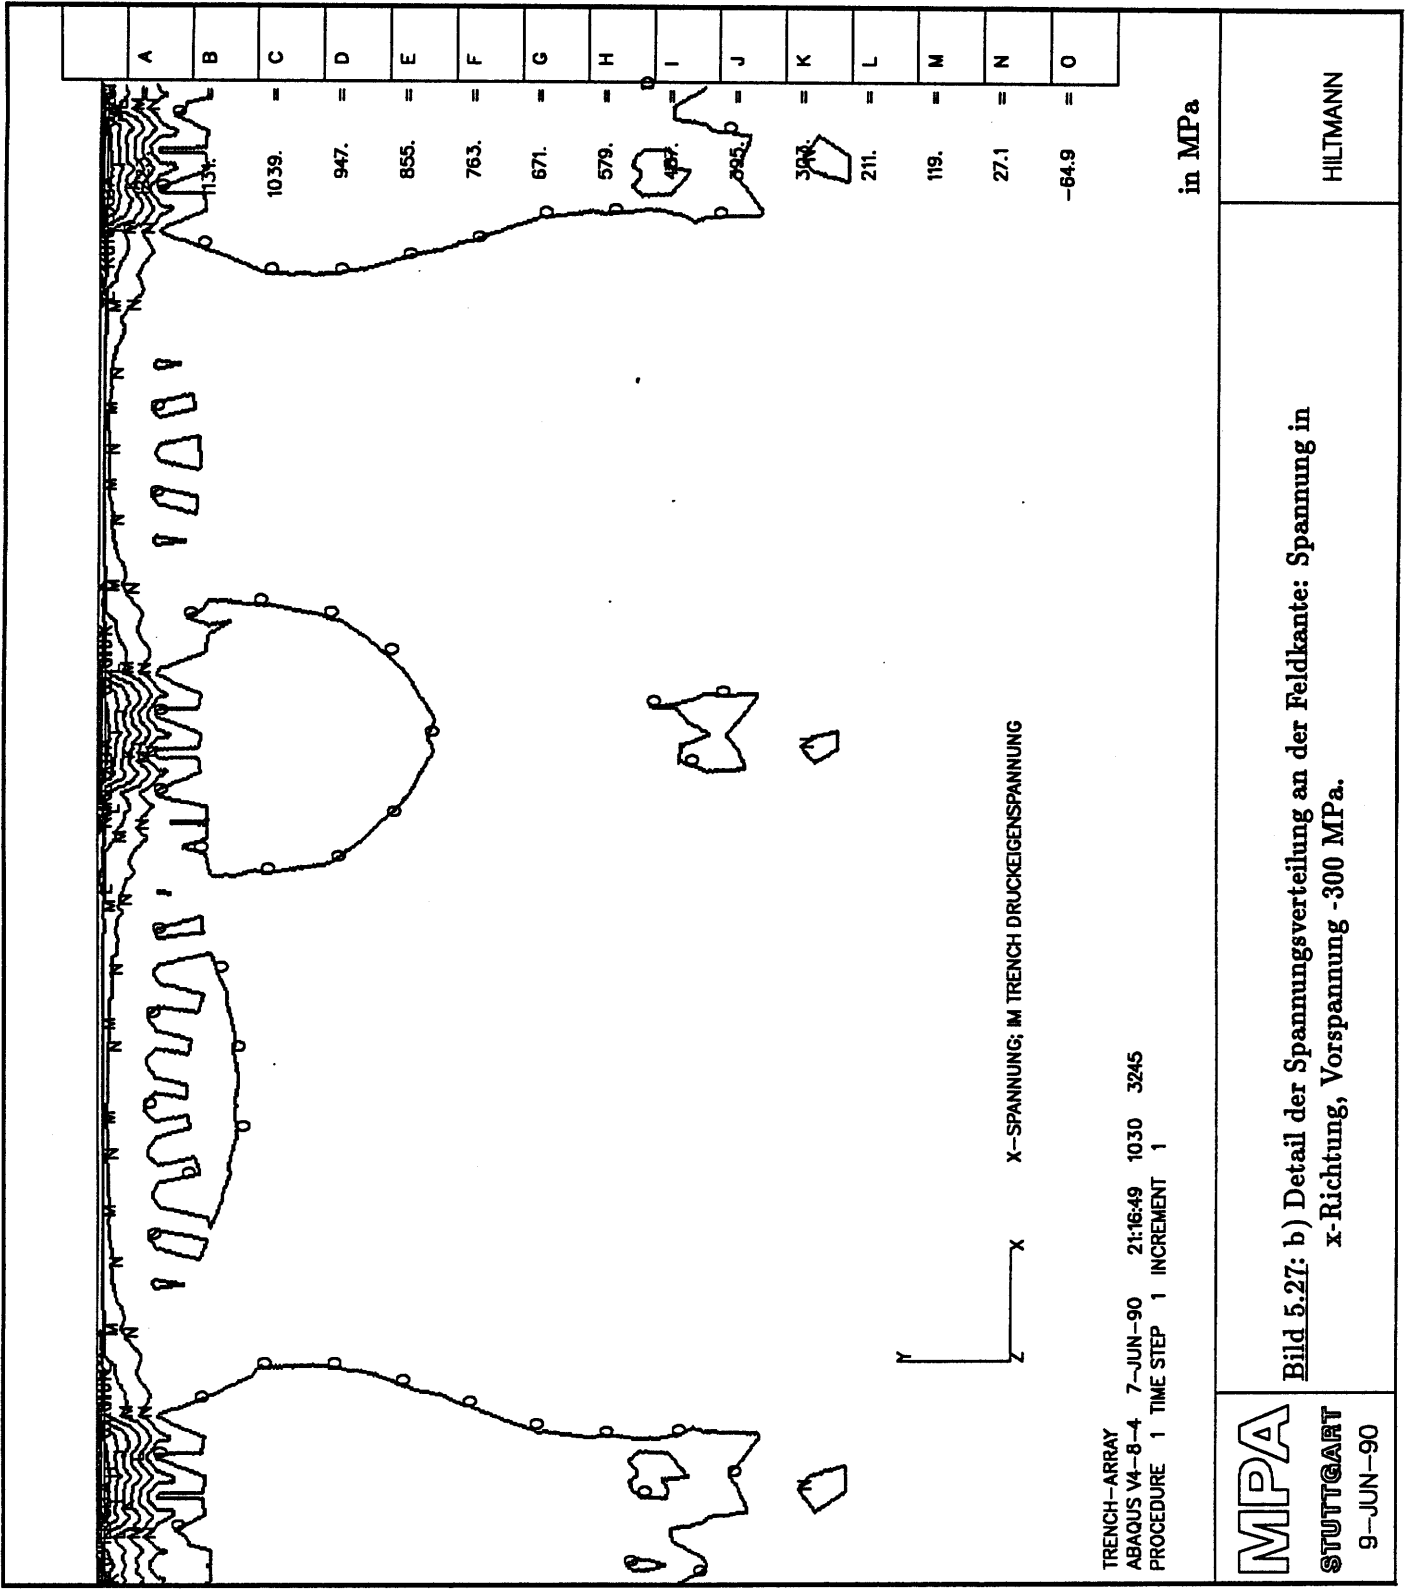 A
B = 1131.
C = 1039.
D = 947.
E = 855.
F = 763.
G = 671.
H = 579.
I = 487.
J = 395.
K = 303.
L = 211.
M = 119.
N = 27.1
O = -64.9
in MPa
X-SPANNUNG; IM TRENCH DRUCKEIGENSPANNUNG
Y
X
Z
TRENCH-ARRAY
ABAQUS V4-8-4 7-JUN-90 21:16:49 1030 3245
PROCEDURE 1 TIME STEP 1 INCREMENT 1
MPA
STUTTGART
9-JUN-90
Bild 5.27: b) Detail der Spannungsverteilung an der Feldkante: Spannung in
x-Richtung, Vorspannung -300 MPa.
HILTMANN